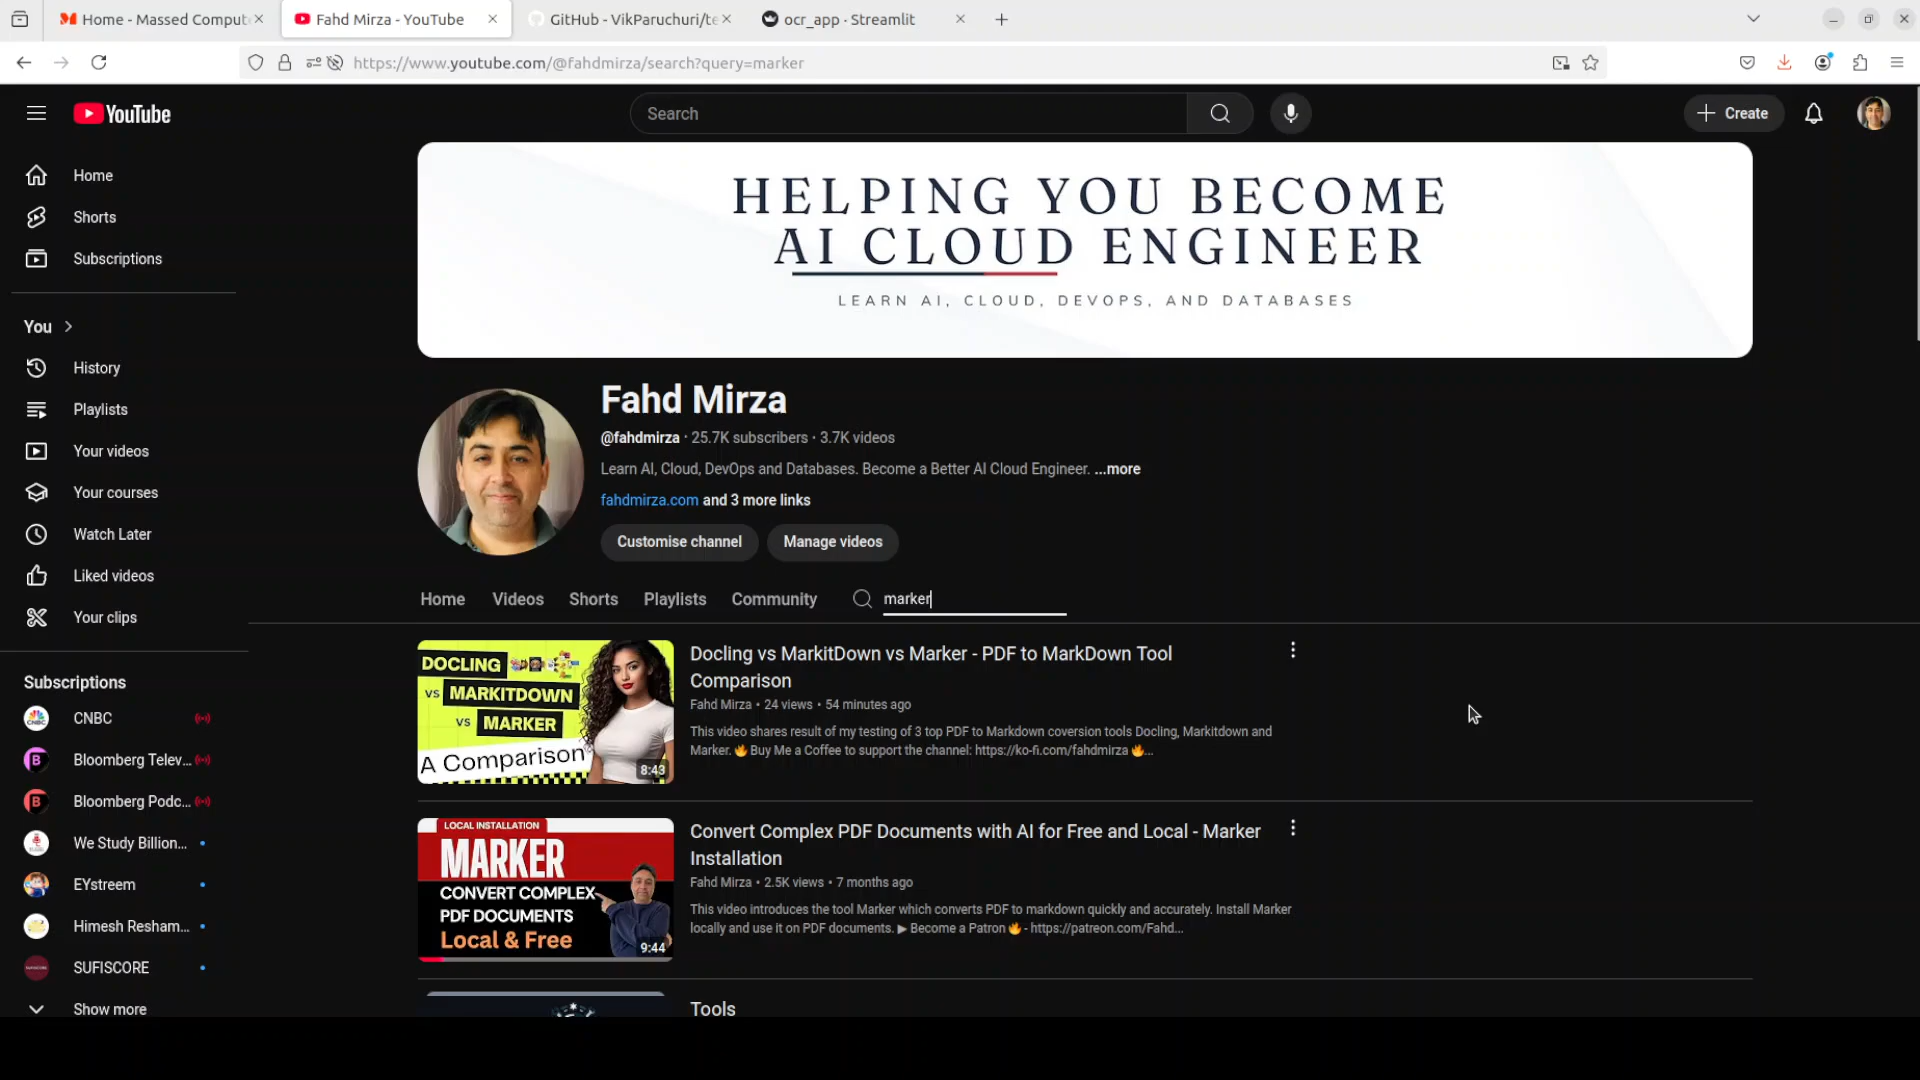 Home - Massed Comput
Fahd Mirza - YouTube
GitHub - VikParuchuri/te
ocr_app · Streamlit
https://www.youtube.com/@fahdmirza/search?query=marker
YouTube
Search
Create
Home
Shorts
Subscriptions
You
History
Playlists
Your videos
Your courses
Watch Later
Liked videos
Your clips
Subscriptions
CNBC
Bloomberg Telev...
Bloomberg Podc...
We Study Billion...
EYstreem
Himesh Resham...
SUFISCORE
Show more
HELPING YOU BECOME
AI CLOUD ENGINEER
LEARN AI, CLOUD, DEVOPS, AND DATABASES
Fahd Mirza
@fahdmirza · 25.7K subscribers · 3.7K videos
Learn AI, Cloud, DevOps and Databases. Become a Better AI Cloud Engineer. ...more
fahdmirza.com and 3 more links
Customise channel
Manage videos
Home
Videos
Shorts
Playlists
Community
marker
DOCLING
VS MARKITDOWN
VS MARKER
A Comparison
8:43
Docling vs MarkitDown vs Marker - PDF to MarkDown Tool
Comparison
Fahd Mirza • 24 views • 54 minutes ago
This video shares result of my testing of 3 top PDF to Markdown coversion tools Docling, Markitdown and
Marker. 🔥 Buy Me a Coffee to support the channel: https://ko-fi.com/fahdmirza 🔥...
LOCAL INSTALLATION
MARKER
CONVERT COMPLEX
PDF DOCUMENTS
Local & Free
9:44
Convert Complex PDF Documents with AI for Free and Local - Marker
Installation
Fahd Mirza • 2.5K views • 7 months ago
This video introduces the tool Marker which converts PDF to markdown quickly and accurately. Install Marker
locally and use it on PDF documents. ▶ Become a Patron 🔥 - https://patreon.com/Fahd...
Tools